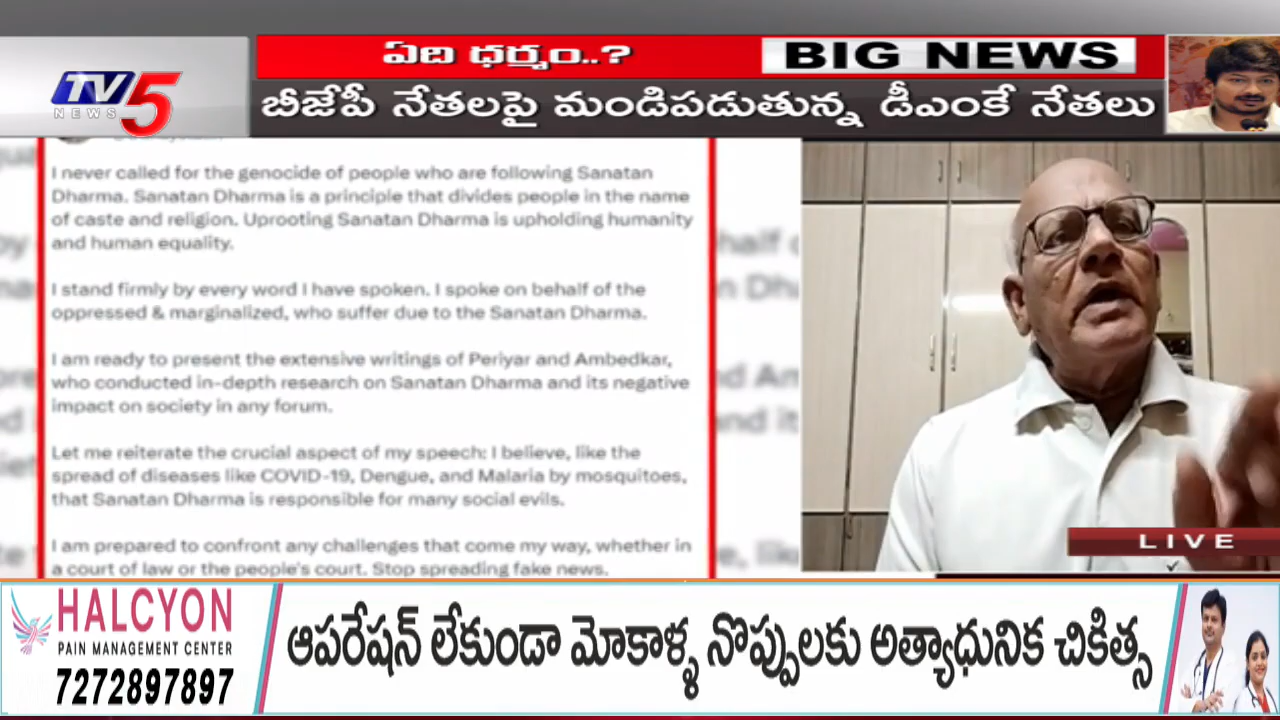 TV5
NEWS
ఏది ధర్మం..?
BIG NEWS
బీజేపీ నేతలపై మండిపడుతున్న డీఎంకే నేతలు
I never called for the genocide of people who are following Sanatan
Dharma. Sanatan Dharma is a principle that divides people in the name
of caste and religion. Uprooting Sanatan Dharma is upholding humanity
and human equality.
I stand firmly by every word I have spoken. I spoke on behalf of the
oppressed & marginalized, who suffer due to the Sanatan Dharma.
I am ready to present the extensive writings of Periyar and Ambedkar,
who conducted in-depth research on Sanatan Dharma and its negative
impact on society in any forum.
Let me reiterate the crucial aspect of my speech: I believe, like the
spread of diseases like COVID-19, Dengue, and Malaria by mosquitoes,
that Sanatan Dharma is responsible for many social evils.
I am prepared to confront any challenges that come my way, whether in
a court of law or the people's court. Stop spreading fake news.
LIVE
HALCYON
PAIN MANAGEMENT CENTER
7272897897
ఆపరేషన్ లేకుండా మోకాళ్ళ నొప్పులకు అత్యాధునిక చికిత్స